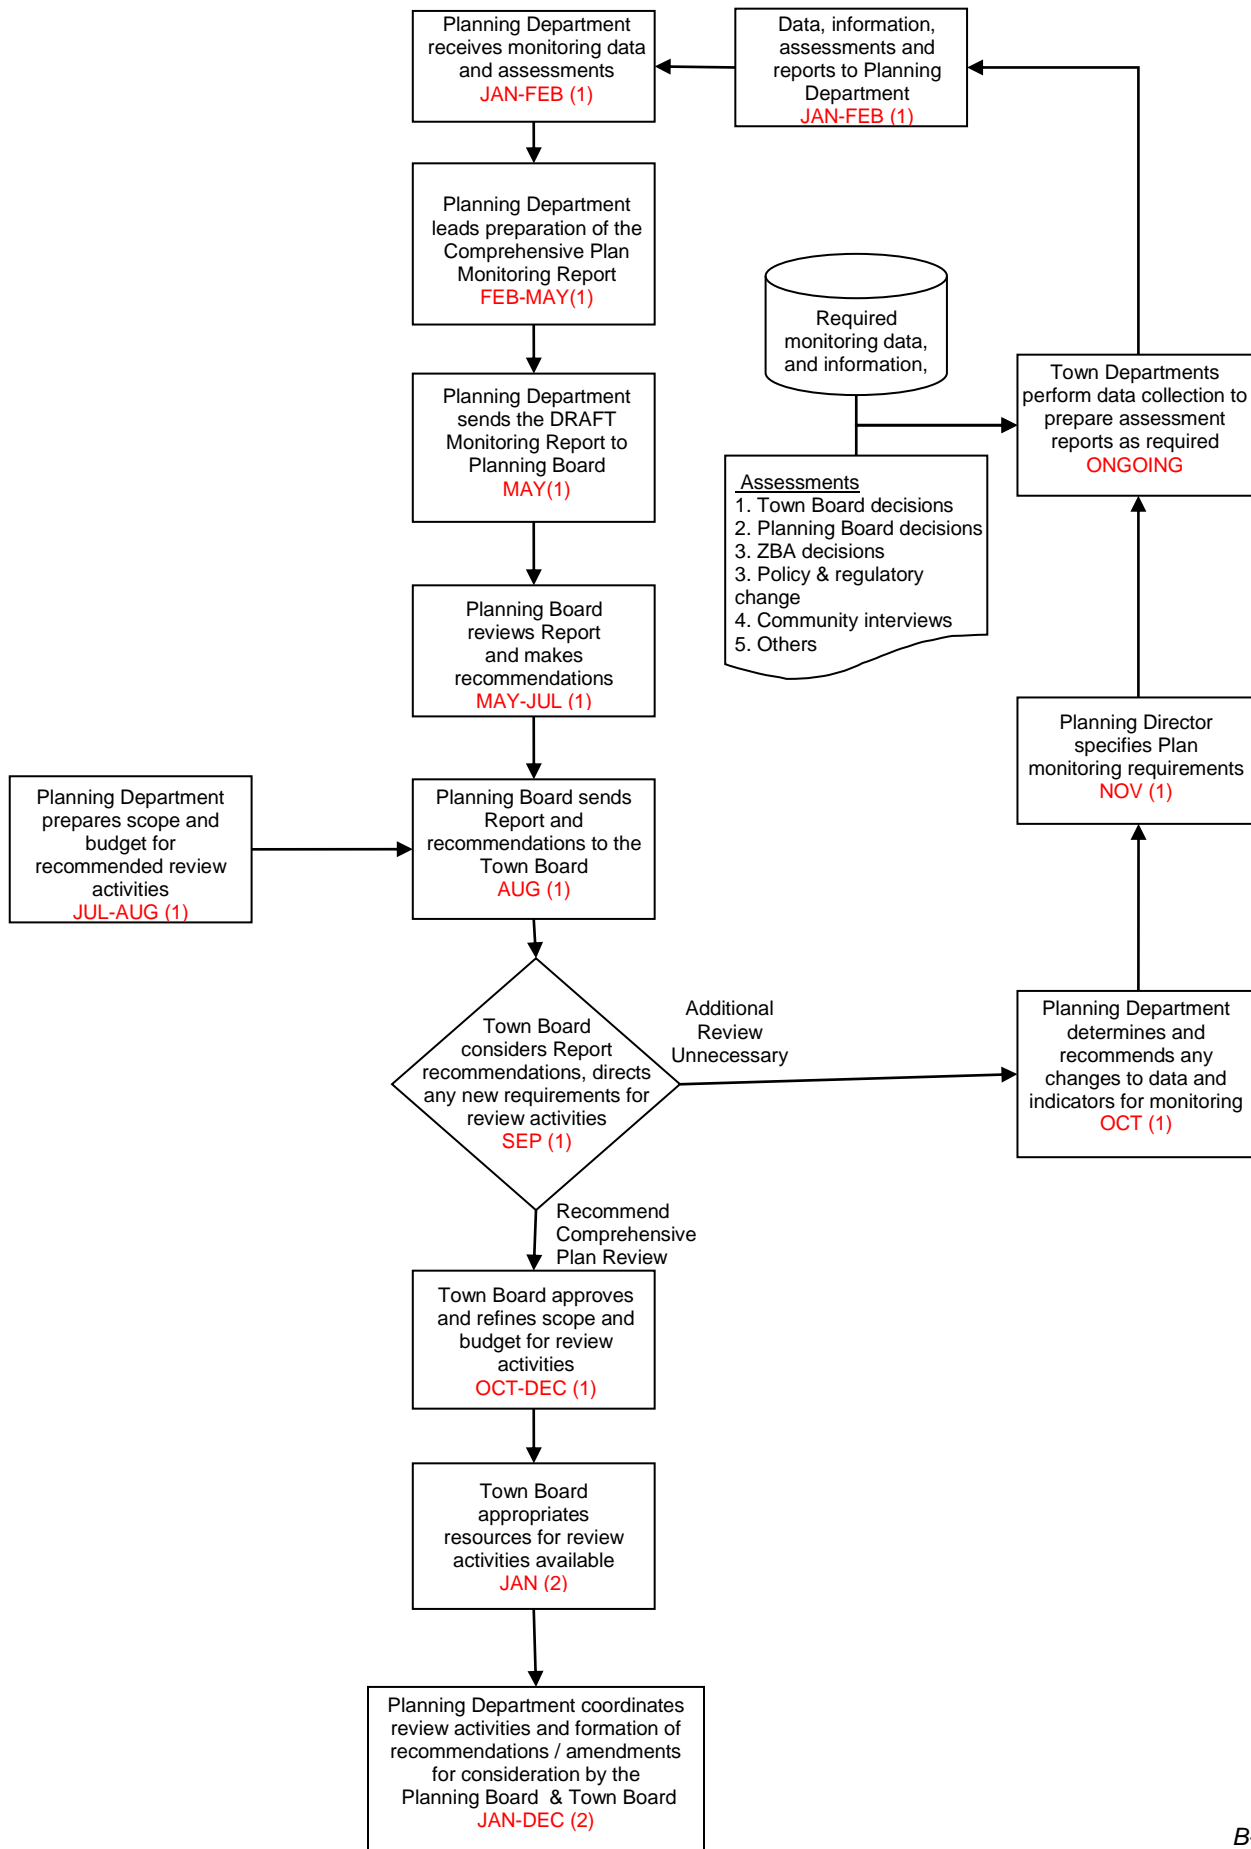 Planning Department
receives monitoring data
and assessments
JAN-FEB (1)
Data, information,
assessments and
reports to Planning
Department
JAN-FEB (1)
Planning Department
leads preparation of the
Comprehensive Plan
Monitoring Report
FEB-MAY(1)
Required
monitoring data,
and information,
Town Departments
perform data collection to
prepare assessment
reports as required
ONGOING
Planning Department
sends the DRAFT
Monitoring Report to
Planning Board
MAY(1)
Assessments
1. Town Board decisions
2. Planning Board decisions
3. ZBA decisions
3. Policy & regulatory
change
4. Community interviews
5. Others
Planning Board
reviews Report
and makes
recommendations
MAY-JUL (1)
Planning Director
specifies Plan
monitoring requirements
NOV (1)
Planning Department
prepares scope and
budget for
recommended review
activities
JUL-AUG (1)
Planning Board sends
Report and
recommendations to the
Town Board
AUG (1)
Town Board
considers Report
recommendations, directs
any new requirements for
review activities
SEP (1)
Additional
Review
Unnecessary
Planning Department
determines and
recommends any
changes to data and
indicators for monitoring
OCT (1)
Recommend
Comprehensive
Plan Review
Town Board approves
and refines scope and
budget for review
activities
OCT-DEC (1)
Town Board
appropriates
resources for review
activities available
JAN (2)
Planning Department coordinates
review activities and formation of
recommendations / amendments
for consideration by the
Planning Board & Town Board
JAN-DEC (2)
B-